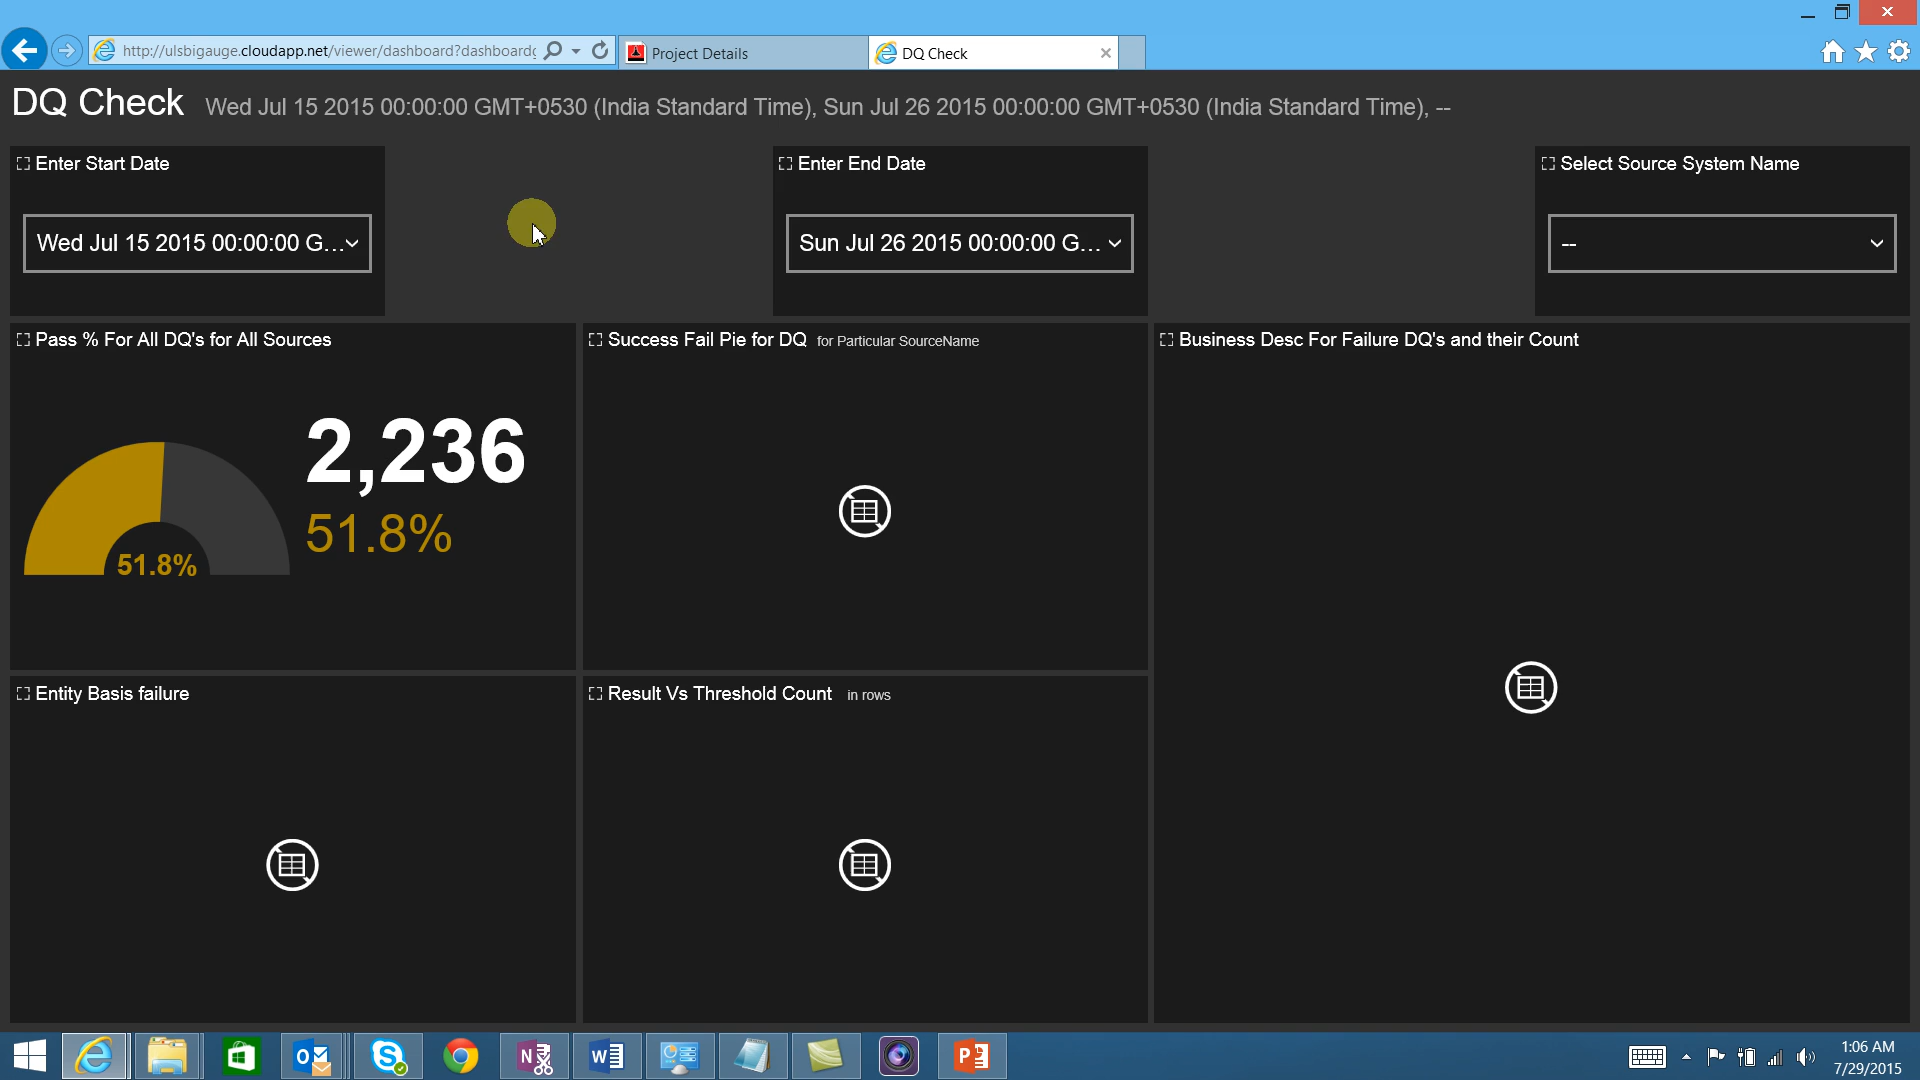 http://ulsbigauge.cloudapp.net/viewer/dashboard?dashboard
Project Details
DQ Check
DQ Check Wed Jul 15 2015 00:00:00 GMT+0530 (India Standard Time), Sun Jul 26 2015 00:00:00 GMT+0530 (India Standard Time), --
Enter Start Date
Enter End Date
Select Source System Name
Wed Jul 15 2015 00:00:00 G...
Sun Jul 26 2015 00:00:00 G...
--
Pass % For All DQ's for All Sources
Success Fail Pie for DQ for Particular SourceName
Business Desc For Failure DQ's and their Count
2,236
51.8%
51.8%
Entity Basis failure
Result Vs Threshold Count in rows
1:06 AM
7/29/2015